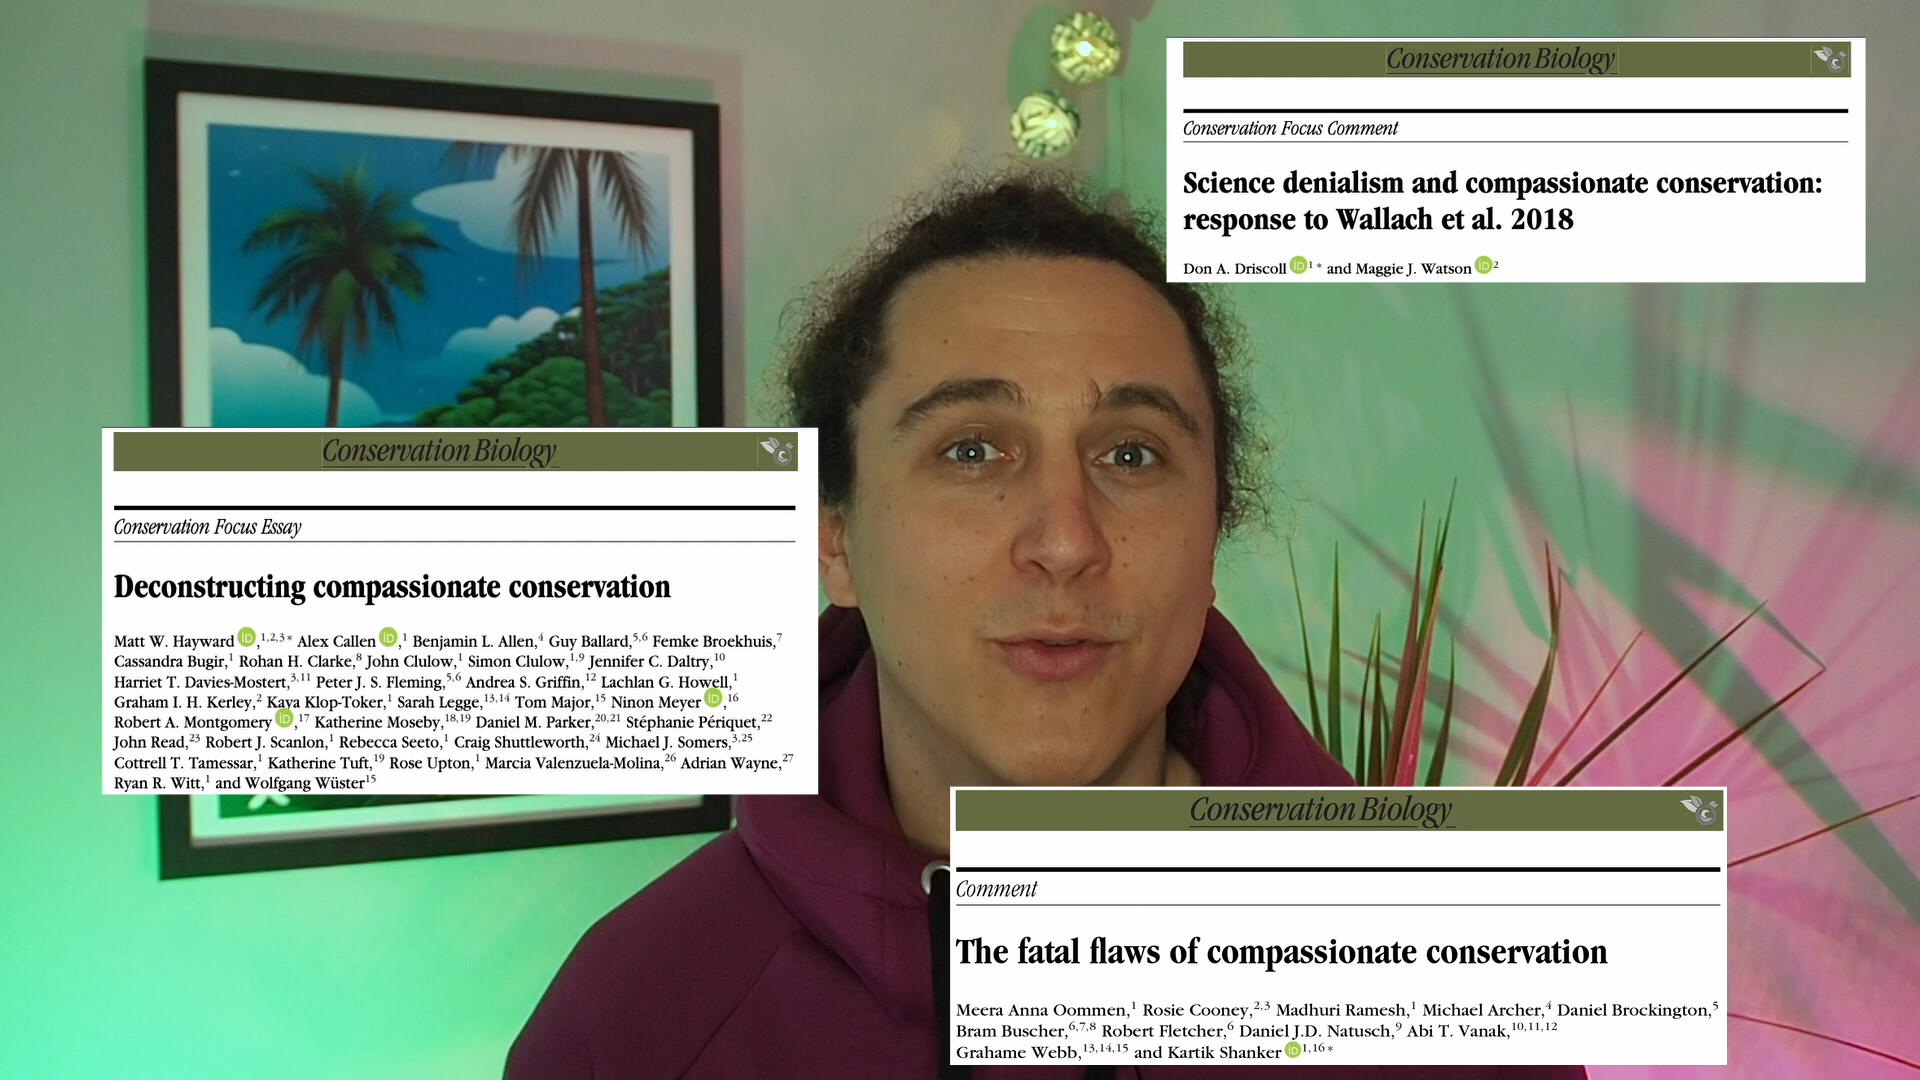 Conservation Biology
Conservation Focus Comment
Science denialism and compassionate conservation:
response to Wallach et al. 2018
Don A. Driscoll iD 1 * and Maggie J. Watson iD 2
Conservation Biology
Conservation Focus Essay
Deconstructing compassionate conservation
Matt W. Hayward iD ,1,2,3* Alex Callen iD ,1 Benjamin L. Allen,4 Guy Ballard,5,6 Femke Broekhuis,7
Cassandra Bugir,1 Rohan H. Clarke,8 John Clulow,1 Simon Clulow,1,9 Jennifer C. Daltry,10
Harriet T. Davies-Mostert,3,11 Peter J. S. Fleming,5,6 Andrea S. Griffin,12 Lachlan G. Howell,1
Graham I. H. Kerley,2 Kaya Klop-Toker,1 Sarah Legge,13,14 Tom Major,15 Ninon Meyer iD ,16
Robert A. Montgomery iD ,17 Katherine Moseby,18,19 Daniel M. Parker,20,21 Stéphanie Périquet,22
John Read,23 Robert J. Scanlon,1 Rebecca Seeto,1 Craig Shuttleworth,24 Michael J. Somers,3,25
Cottrell T. Tamessar,1 Katherine Tuft,19 Rose Upton,1 Marcia Valenzuela-Molina,26 Adrian Wayne,27
Ryan R. Witt,1 and Wolfgang Wüster15
Conservation Biology
Comment
The fatal flaws of compassionate conservation
Meera Anna Oommen,1 Rosie Cooney,2,3 Madhuri Ramesh,1 Michael Archer,4 Daniel Brockington,5
Bram Buscher,6,7,8 Robert Fletcher,6 Daniel J.D. Natusch,9 Abi T. Vanak,10,11,12
Grahame Webb,13,14,15 and Kartik Shanker iD 1,16*